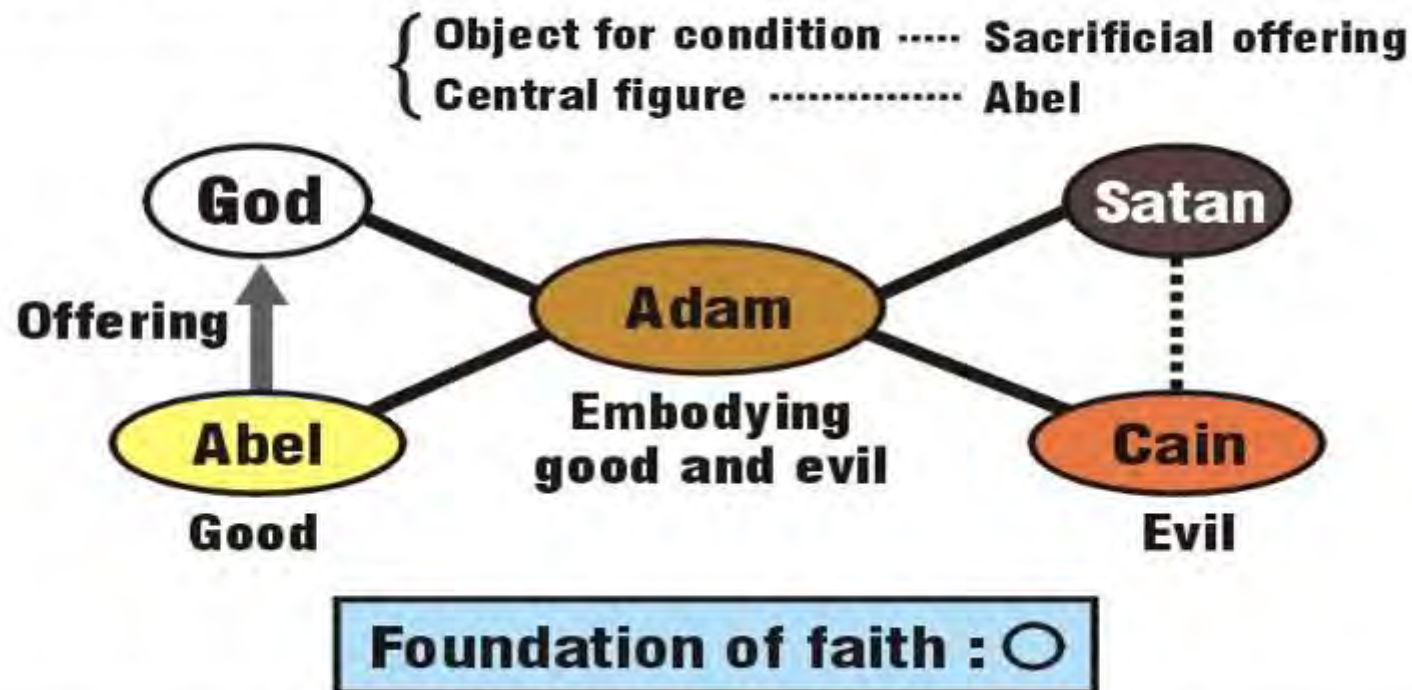 Object for condition ····· Sacrificial offering
Central figure ·············· Abel
God
Satan
Offering
Adam
Embodying
good and evil
Abel
Cain
Good
Evil
Foundation of faith : ○